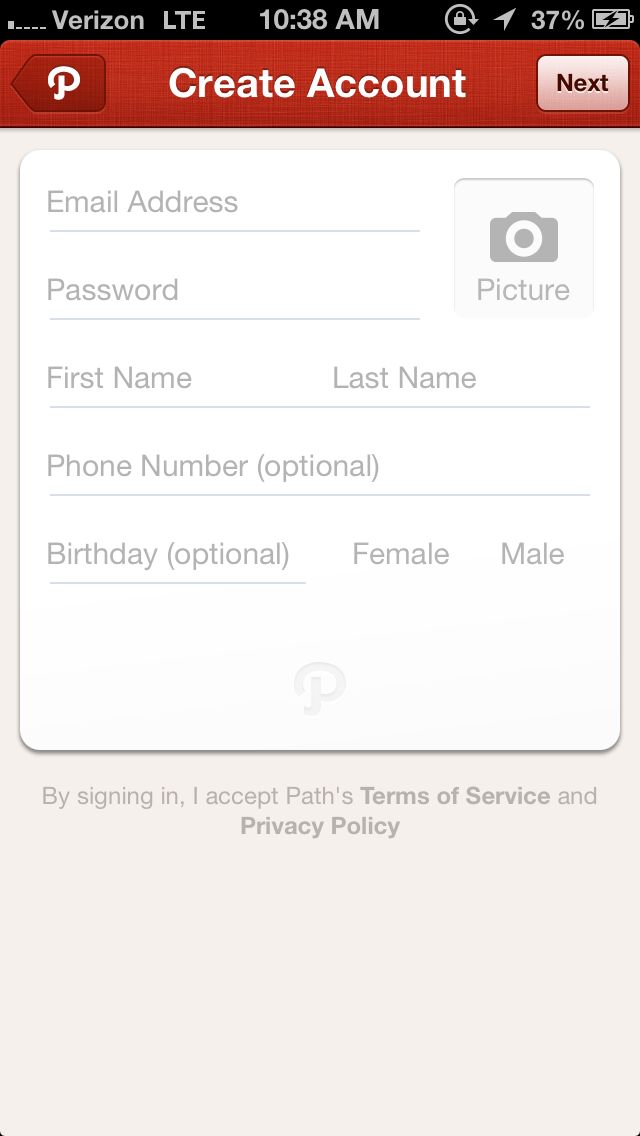 Verizon LTE 10:38 AM 37%
Create Account Next
Email Address
Password Picture
First Name Last Name
Phone Number (optional)
Birthday (optional) Female Male
By signing in, I accept Path's Terms of Service and
Privacy Policy